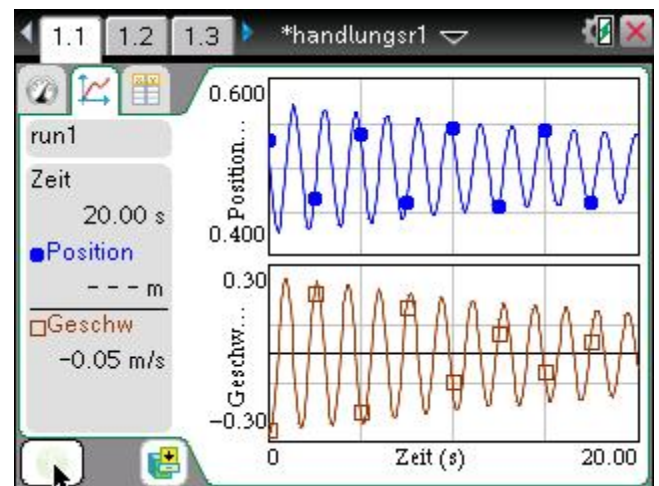 1.1 1.2 1.3 *handlungsr1
run1
Zeit
20.00 s
Position
--- m
Geschw
-0.05 m/s
0.600
Position...
0.400
0.30
Geschw...
-0.30
0 Zeit (s) 20.00